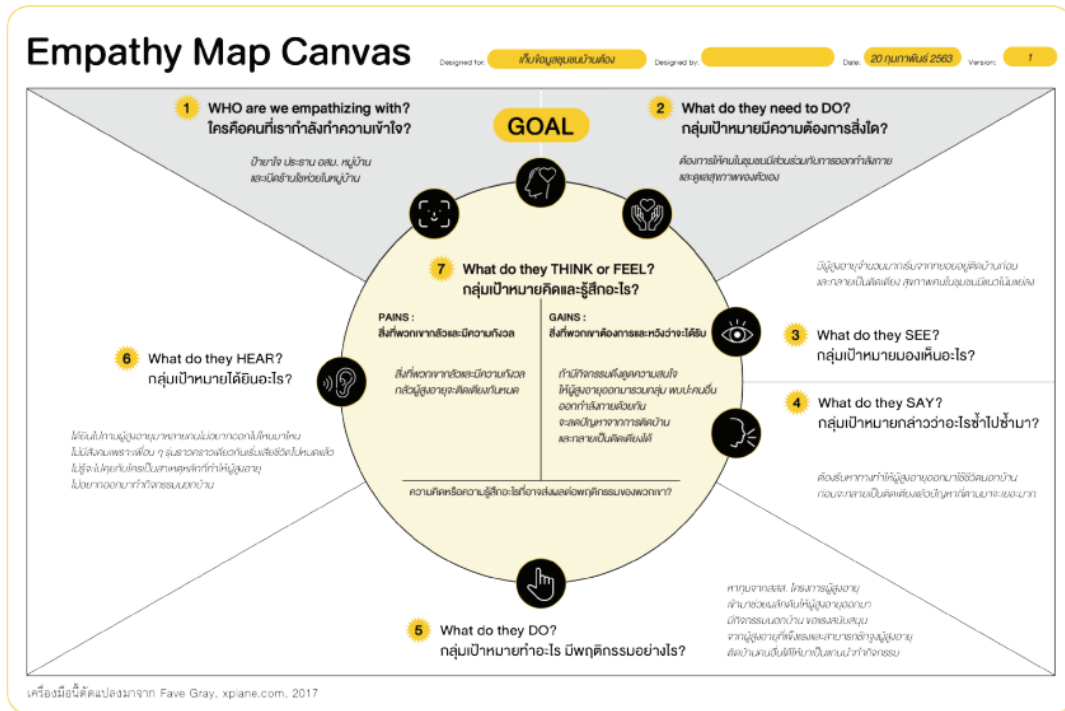 Empathy Map Canvas
Designed for:
เก็บข้อมูลชุมชนบ้านต้อง
Designed by:
Date:
20 กุมภาพันธ์ 2563
Version:
1
1 WHO are we empathizing with?
ใครคือคนที่เรากำลังทำความเข้าใจ?
ป้ายาใจ ประธาน อสม. หมู่บ้าน
และเปิดร้านโชห่วยในหมู่บ้าน
GOAL
2 What do they need to DO?
กลุ่มเป้าหมายมีความต้องการสิ่งใด?
ต้องการให้คนในชุมชนมีส่วนร่วมกับการออกกำลังกาย
และดูแลสุขภาพของตัวเอง
มีผู้สูงอายุจำนวนมากเริ่มจากทยอยอยู่ติดบ้านก่อน
และกลายเป็นติดเตียง สุขภาพคนในชุมชนมีแนวโน้มแย่ลง
3 What do they SEE?
กลุ่มเป้าหมายมองเห็นอะไร?
4 What do they SAY?
กลุ่มเป้าหมายกล่าวว่าอะไรซ้ำไปซ้ำมา?
ต้องรีบหาทางทำให้ผู้สูงอายุออกมาใช้ชีวิตนอกบ้าน
ก่อนจะกลายเป็นติดเตียงแล้วปัญหาที่ตามมาจะเยอะมาก
7 What do they THINK or FEEL?
กลุ่มเป้าหมายคิดและรู้สึกอะไร?
PAINS :
สิ่งที่พวกเขากลัวและมีความกังวล
สิ่งที่พวกเขากลัวและมีความกังวล
กลัวผู้สูงอายุจะติดเตียงกันหมด
GAINS :
สิ่งที่พวกเขาต้องการและหวังว่าจะได้รับ
ถ้ามีกิจกรรมดึงดูดความสนใจ
ให้ผู้สูงอายุออกมารวมกลุ่ม พบปะคนอื่น
ออกกำลังกายด้วยกัน
จะลดปัญหาจากการติดบ้าน
และกลายเป็นติดเตียงได้
ความคิดหรือความรู้สึกอะไรที่อาจส่งผลต่อพฤติกรรมของพวกเขา?
6 What do they HEAR?
กลุ่มเป้าหมายได้ยินอะไร?
ได้ยินไปถามผู้สูงอายุมาหลายคนไม่อยากออกไปไหนมาไหน
ไม่มีสังคมเพราะเพื่อน ๆ รุ่นราวคราวเดียวกันเริ่มเสียชีวิตไปหมดแล้ว
ไม่รู้จะไปคุยกับใครเป็นสาเหตุหลักที่ทำให้ผู้สูงอายุ
ไม่อยากออกมาทำกิจกรรมนอกบ้าน
5 What do they DO?
กลุ่มเป้าหมายทำอะไร มีพฤติกรรมอย่างไร?
หาทุนจากสสส. โครงการผู้สูงอายุ
เข้ามาช่วยผลักดันให้ผู้สูงอายุออกมา
มีกิจกรรมนอกบ้าน ขอแรงสนับสนุน
จากผู้สูงอายุที่แข็งแรงและสามารถชักจูงผู้สูงอายุ
ติดบ้านคนอื่นได้ให้มาเป็นแกนนำทำกิจกรรม
เครื่องมือนี้ดัดแปลงมาจาก Fave Gray, xplane.com, 2017